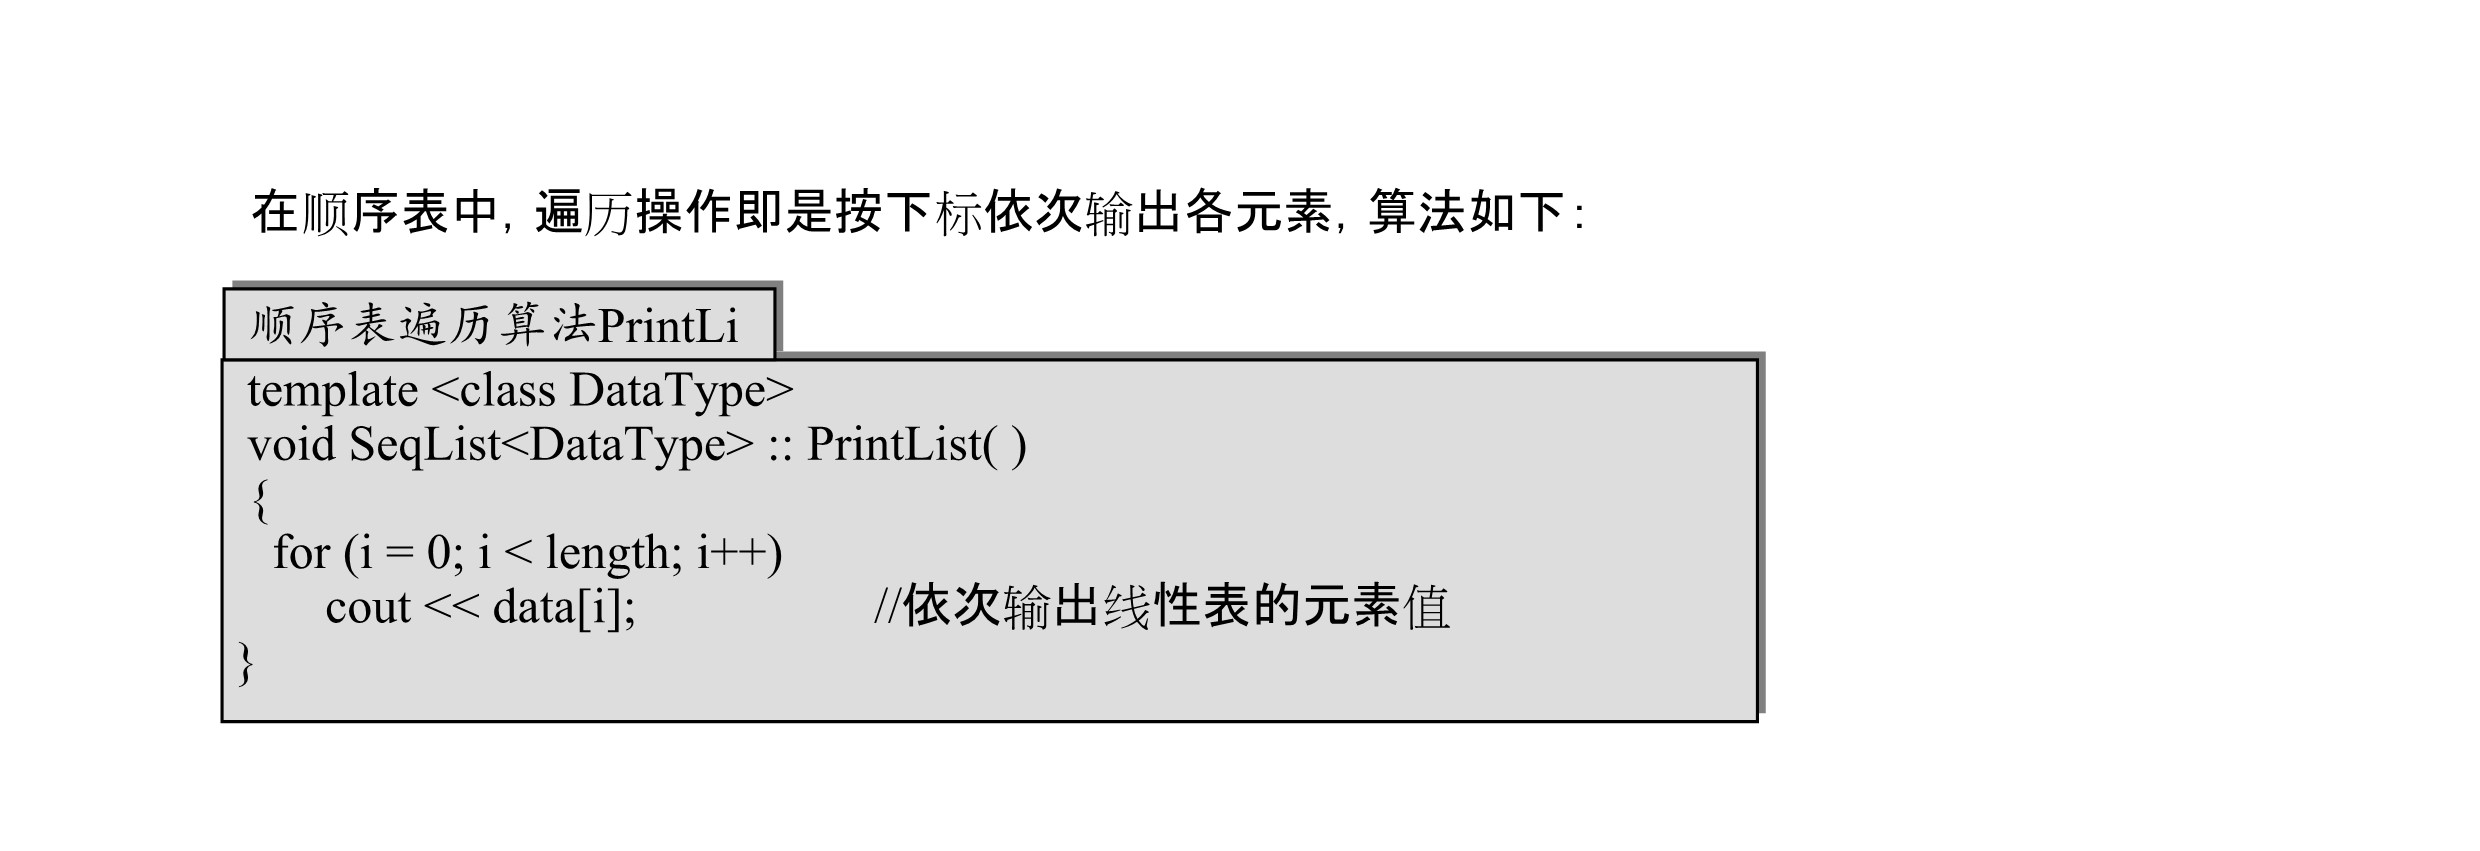 在顺序表中，遍历操作即是按下标依次输出各元素，算法如下：
顺序表遍历算法PrintLi
template <class DataType>
void SeqList<DataType> :: PrintList( )
{
for (i = 0; i < length; i++)
cout << data[i]; //依次输出线性表的元素值
}